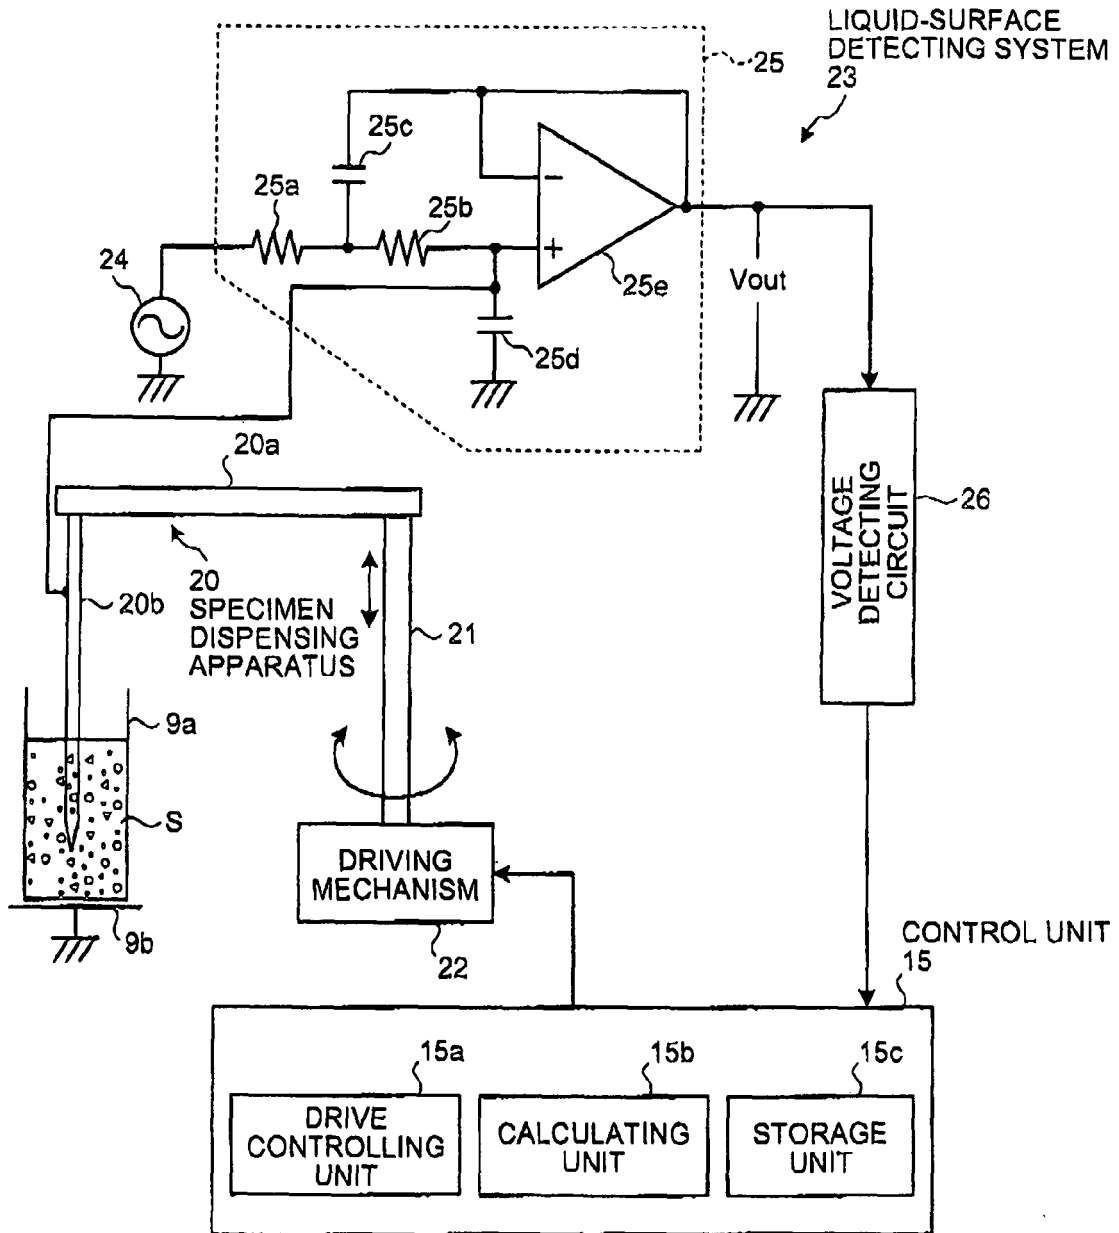 LIQUID-SURFACE
DETECTING SYSTEM
23
25
25c
25a
25b
24
25e
Vout
25d
20a
26
VOLTAGE
DETECTING
CIRCUIT
20
SPECIMEN
DISPENSING
APPARATUS
20b
21
9a
S
DRIVING
MECHANISM
9b
22
CONTROL UNIT
15
15a
15b
15c
DRIVE
CONTROLLING
UNIT
CALCULATING
UNIT
STORAGE
UNIT